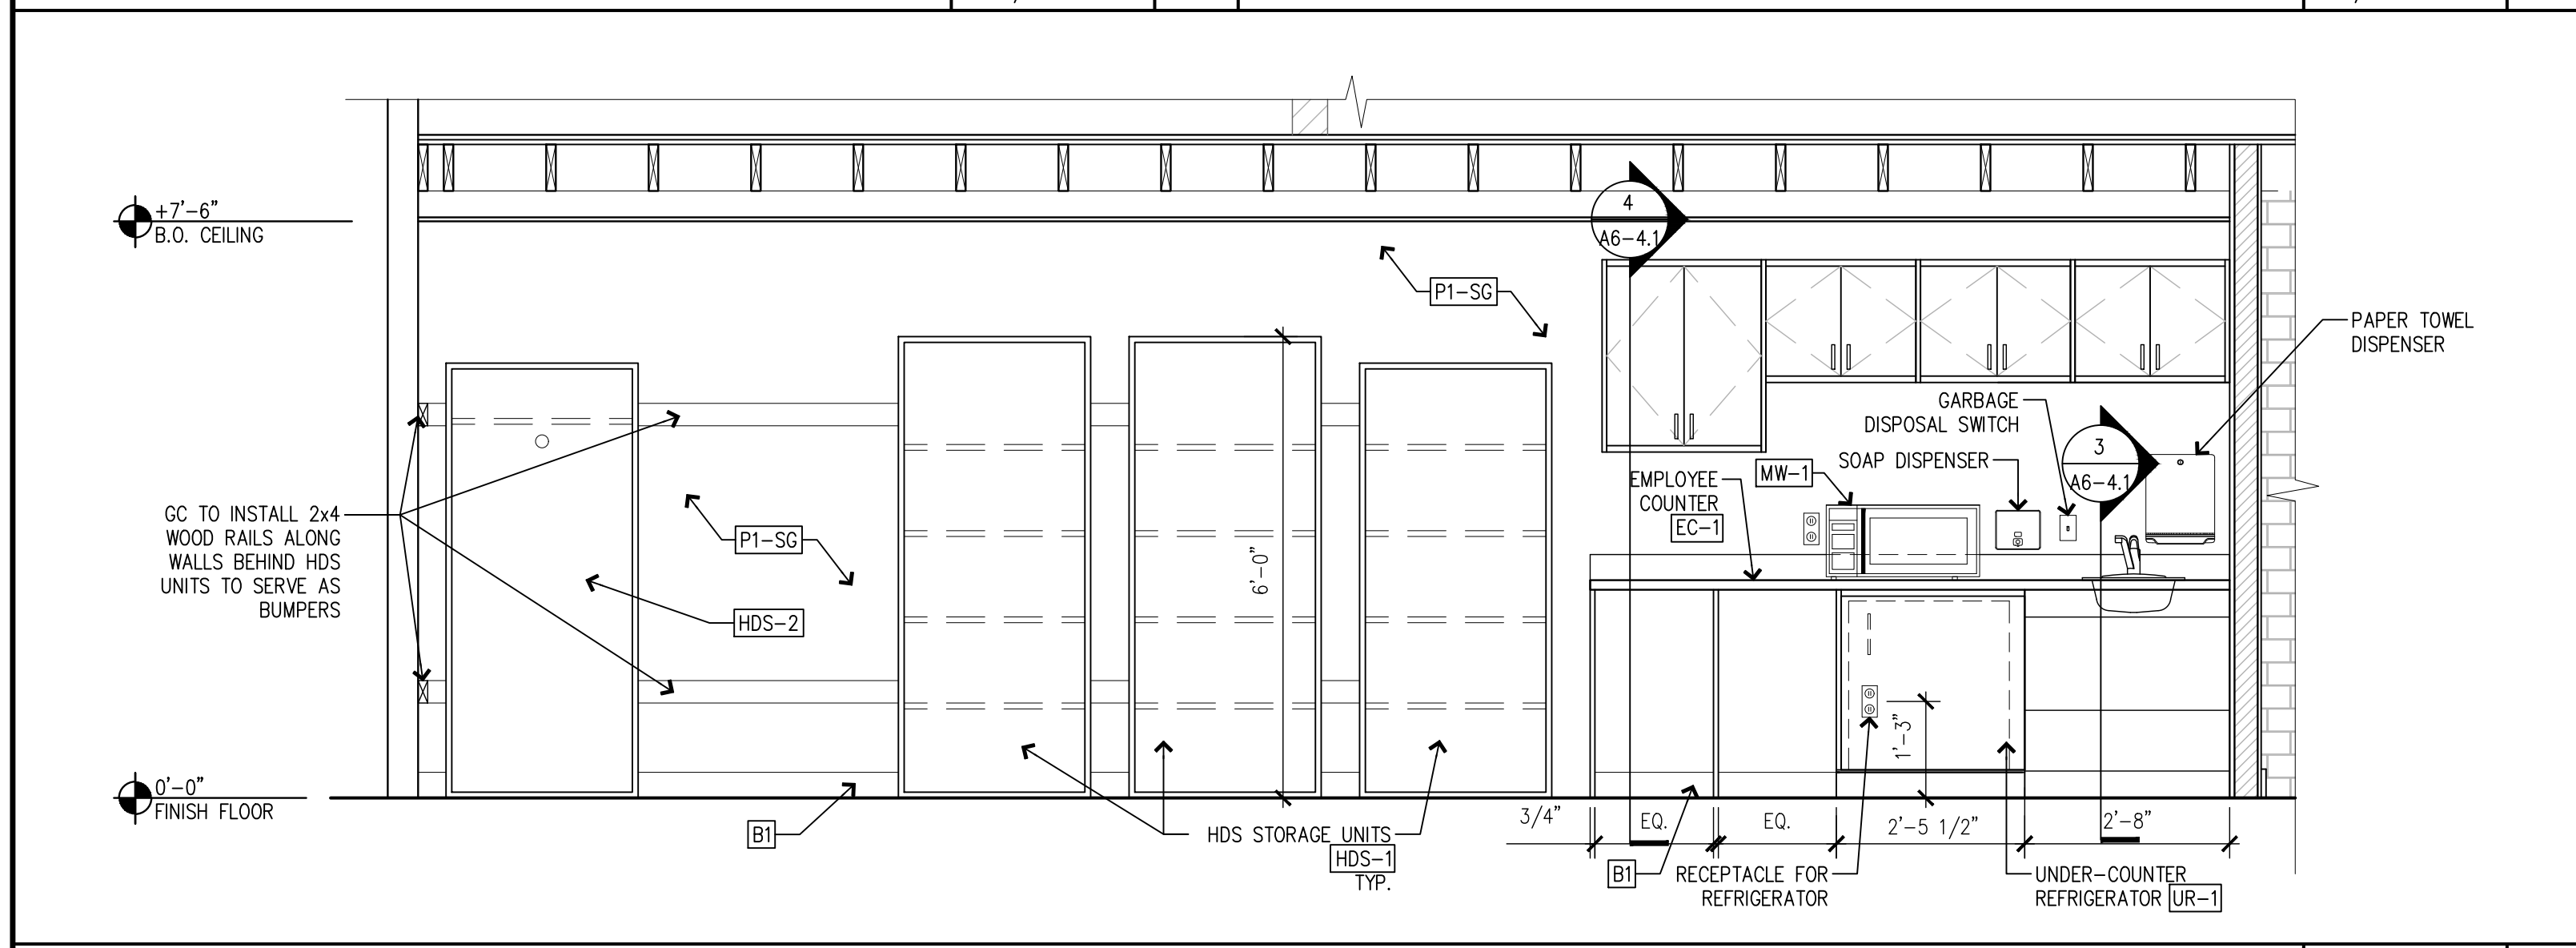 +7'-6"
B.O. CEILING
4
A6-4.1
P1-SG
PAPER TOWEL
DISPENSER
GARBAGE
DISPOSAL SWITCH
3
A6-4.1
SOAP DISPENSER
MW-1
EMPLOYEE
COUNTER
EC-1
GC TO INSTALL 2x4
WOOD RAILS ALONG
WALLS BEHIND HDS
UNITS TO SERVE AS
BUMPERS
P1-SG
HDS-2
6'-0"
1'-3"
0'-0"
FINISH FLOOR
B1
HDS STORAGE UNITS
HDS-1
TYP.
3/4"
EQ.
EQ.
2'-5 1/2"
2'-8"
B1
RECEPTACLE FOR
REFRIGERATOR
UNDER-COUNTER
REFRIGERATOR UR-1